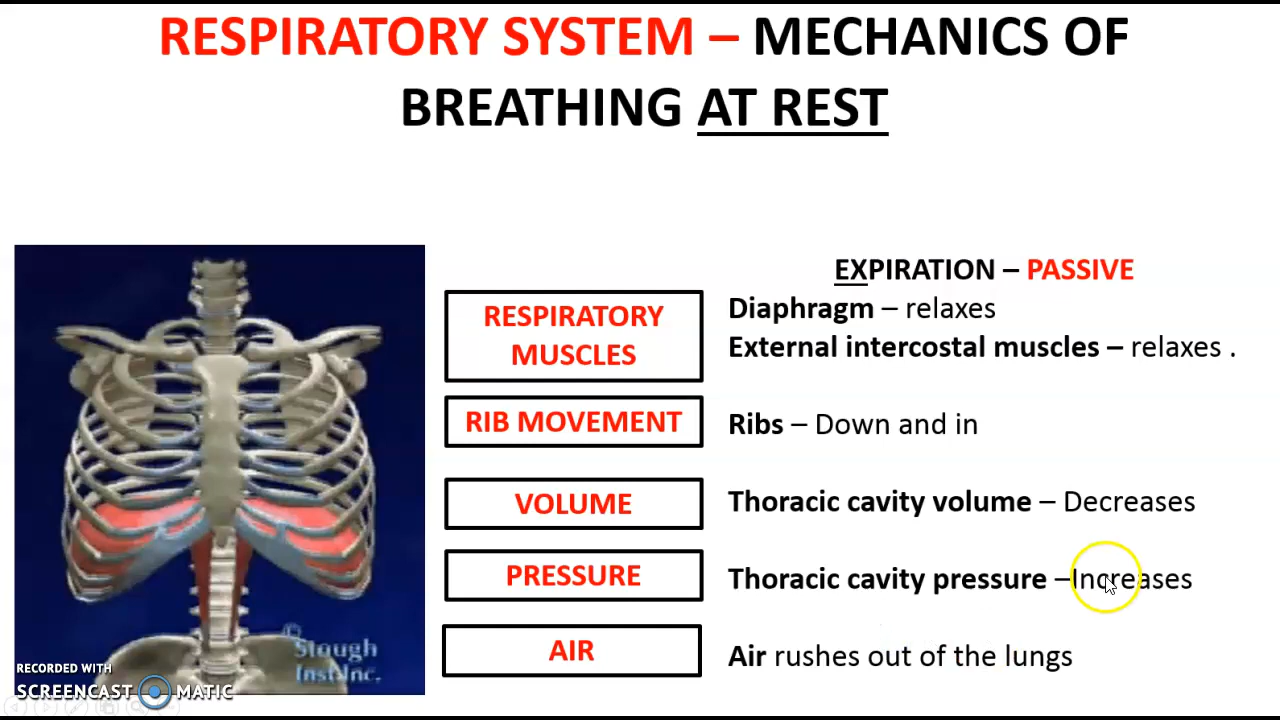 RESPIRATORY SYSTEM – MECHANICS OF
BREATHING AT REST
EXPIRATION – PASSIVE
RESPIRATORY
MUSCLES
Diaphragm – relaxes
External intercostal muscles – relaxes .
RIB MOVEMENT
Ribs – Down and in
VOLUME
Thoracic cavity volume – Decreases
PRESSURE
Thoracic cavity pressure –Increases
AIR
Air rushes out of the lungs
©
Slough
Inst.Inc.
RECORDED WITH
SCREENCAST MATIC